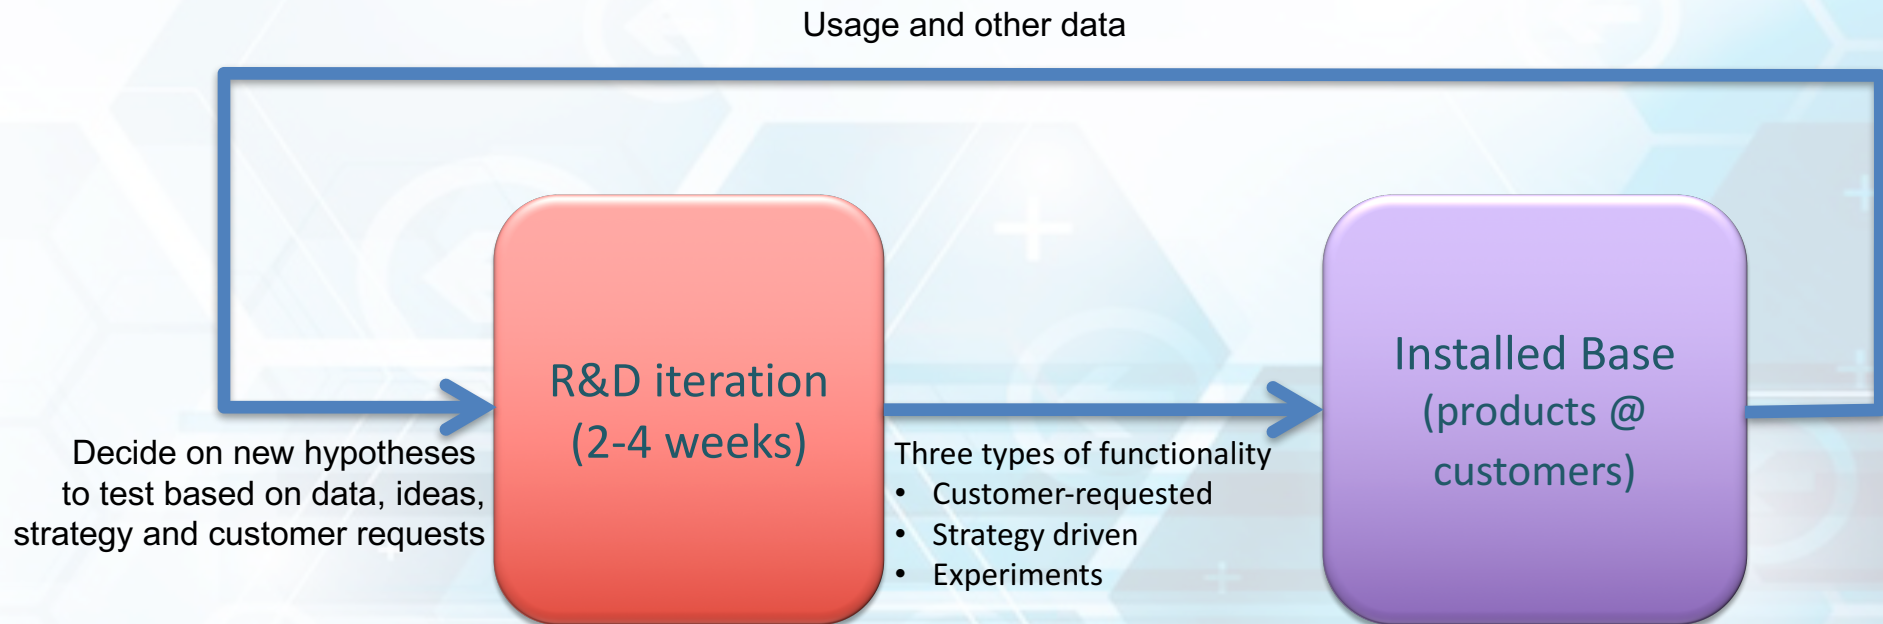 Usage and other data
Decide on new hypotheses
to test based on data, ideas,
strategy and customer requests
R&D iteration
(2-4 weeks)
Three types of functionality
• Customer-requested
• Strategy driven
• Experiments
Installed Base
(products @
customers)